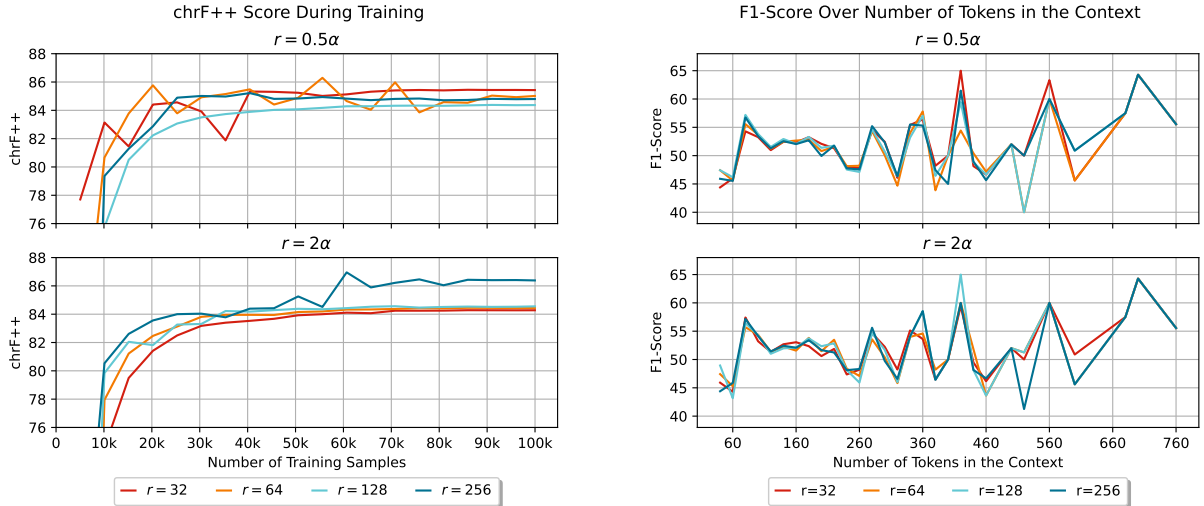 chrF++ Score During Training
r = 0.5α
88
86
84
82
80
78
76
chrF++
r = 2α
88
86
84
82
80
78
76
chrF++
0 10k 20k 30k 40k 50k 60k 70k 80k 90k 100k
Number of Training Samples
r = 32 r = 64 r = 128 r = 256
F1-Score Over Number of Tokens in the Context
r = 0.5α
65
60
55
50
45
40
F1-Score
r = 2α
65
60
55
50
45
40
F1-Score
60 160 260 360 460 560 660 760
Number of Tokens in the Context
r=32 r=64 r=128 r=256